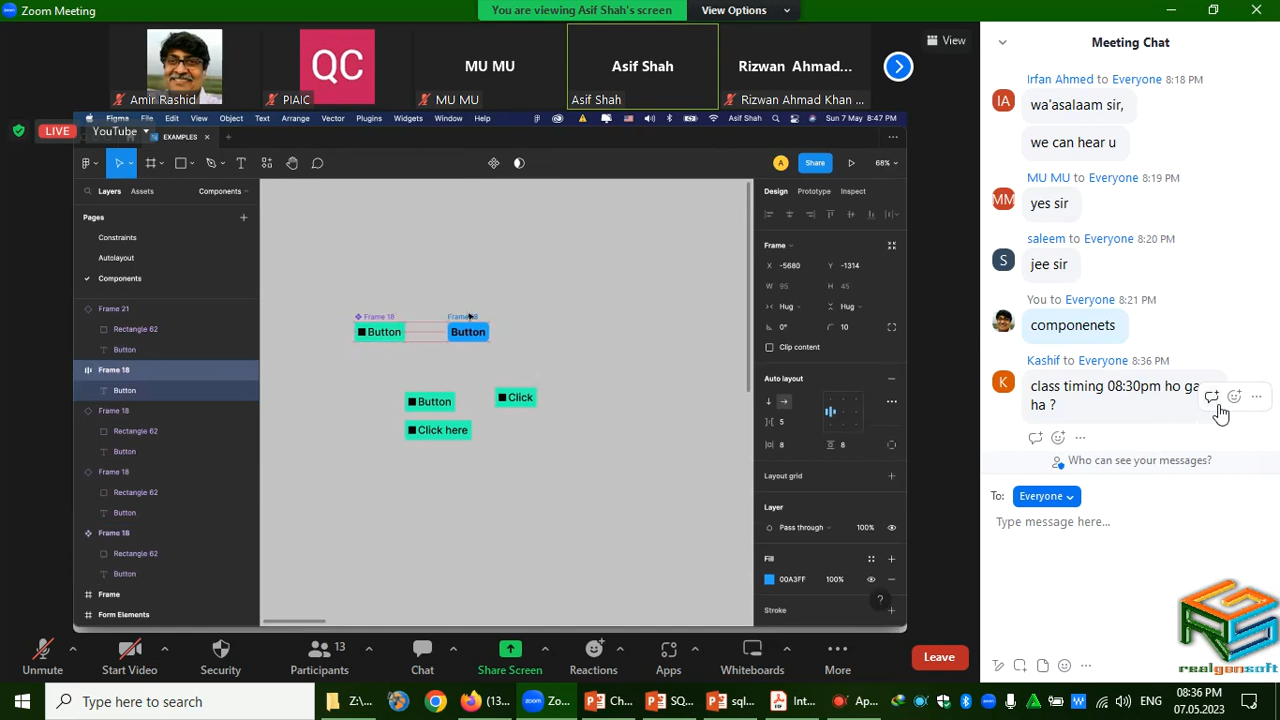 Zoom Meeting
You are viewing Asif Shah's screen
View Options
QC
MU MU
Asif Shah
Rizwan Ahmad...
View
Amir Rashid
PIAIC
MU MU
Asif Shah
Rizwan Ahmad Khan ...
LIVE
YouTube
Figma File Edit View Object Text Arrange Vector Plugins Widgets Window Help
Asif Shah Sun 7 May 8:47 PM
EXAMPLES
A
Share
68%
Layers Assets Components
Design Prototype Inspect
Pages
Constraints
Autolayout
Components
Frame 21
Rectangle 62
Button
Frame 18
Button
Frame 18
Rectangle 62
Button
Frame 18
Rectangle 62
Button
Frame 18
Rectangle 62
Button
Frame
Form Elements
Frame 18
Button
Button
Button
Click
Click here
Frame
X -5680 Y -1314
W 95 H 45
Hug Hug
0° 10
Clip content
Auto layout
5
8 8
Layout grid
Layer
Pass through 100%
Fill
00A3FF 100%
?
Stroke
Meeting Chat
Irfan Ahmed to Everyone 8:18 PM
IA
wa'asalaam sir,
we can hear u
MU MU to Everyone 8:19 PM
MM
yes sir
saleem to Everyone 8:20 PM
S
jee sir
You to Everyone 8:21 PM
componenets
Kashif to Everyone 8:36 PM
K
class timing 08:30pm ho ga
ha ?
Who can see your messages?
To: Everyone
Type message here...
realgensoft
Unmute
Start Video
Security
13
Participants
Chat
Share Screen
Reactions
Apps
Whiteboards
More
Leave
Type here to search
Z:\...
(13...
Zo...
Ch...
SQ...
sql...
Int...
Ap...
ENG
08:36 PM
07.05.2023